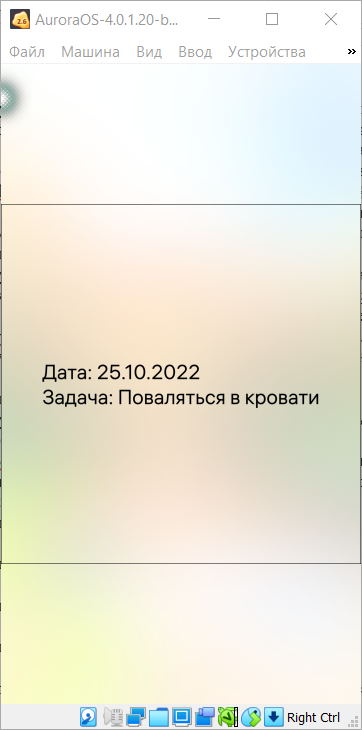 AuroraOS-4.0.1.20-b...
Файл Машина Вид Ввод Устройства »
Дата: 25.10.2022
Задача: Поваляться в кровати
Right Ctrl